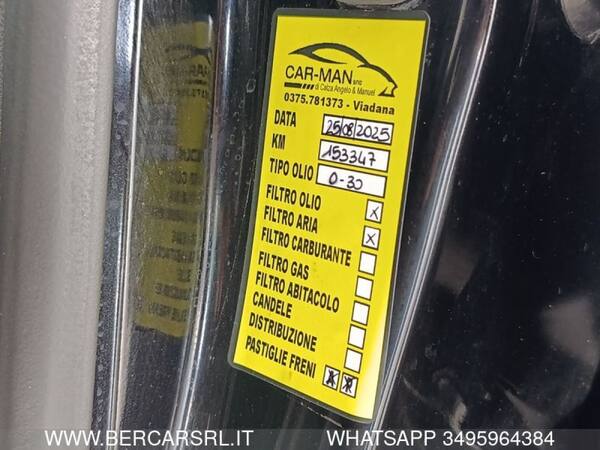 CAR-MAN snc
di Calza Angelo & Manuel
0375.781373 - Viadana
DATA 25/08/2025
KM 153347
TIPO OLIO 0-30
FILTRO OLIO X
FILTRO ARIA X
FILTRO CARBURANTE
FILTRO GAS
FILTRO ABITACOLO
CANDELE
DISTRIBUZIONE
PASTIGLIE FRENI
WWW.BERCARSRL.IT
WHATSAPP 3495964384